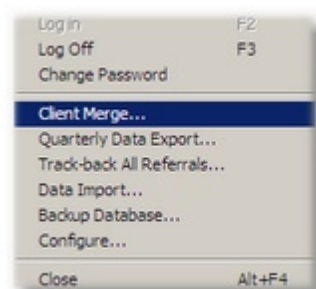 Log in F2
Log Off F3
Change Password
Client Merge...
Quarterly Data Export...
Track-back All Referrals...
Data Import...
Backup Database...
Configure...
Close Alt+F4